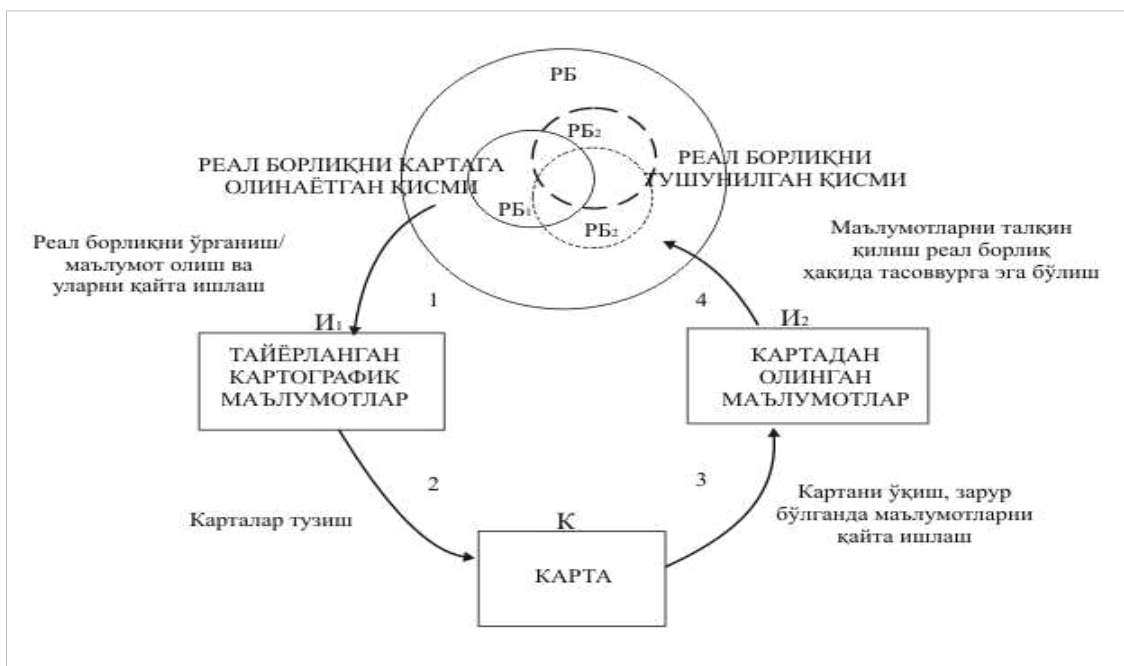 РБ
РБ₂
РЕАЛ БОРЛИҚНИ КАРТАГА
ОЛИНАЁТГАН ҚИСМИ
РЕАЛ БОРЛИҚНИ
ТУШУНИЛГАН ҚИСМИ
РБ₁
РБ₂
Реал борлиқни ўрганиш/
маълумот олиш ва
уларни қайта ишлаш
Маълумотларни талқин
қилиш реал борлиқ
ҳақида тасоввурга эга бўлиш
1
4
И₁
И₂
ТАЙЁРЛАНГАН
КАРТОГРАФИК
МАЪЛУМОТЛАР
КАРТАДАН
ОЛИНГАН
МАЪЛУМОТЛАР
2
3
Карталар тузиш
Картани ўқиш, зарур
бўлганда маълумотларни
қайта ишлаш
К
КАРТА